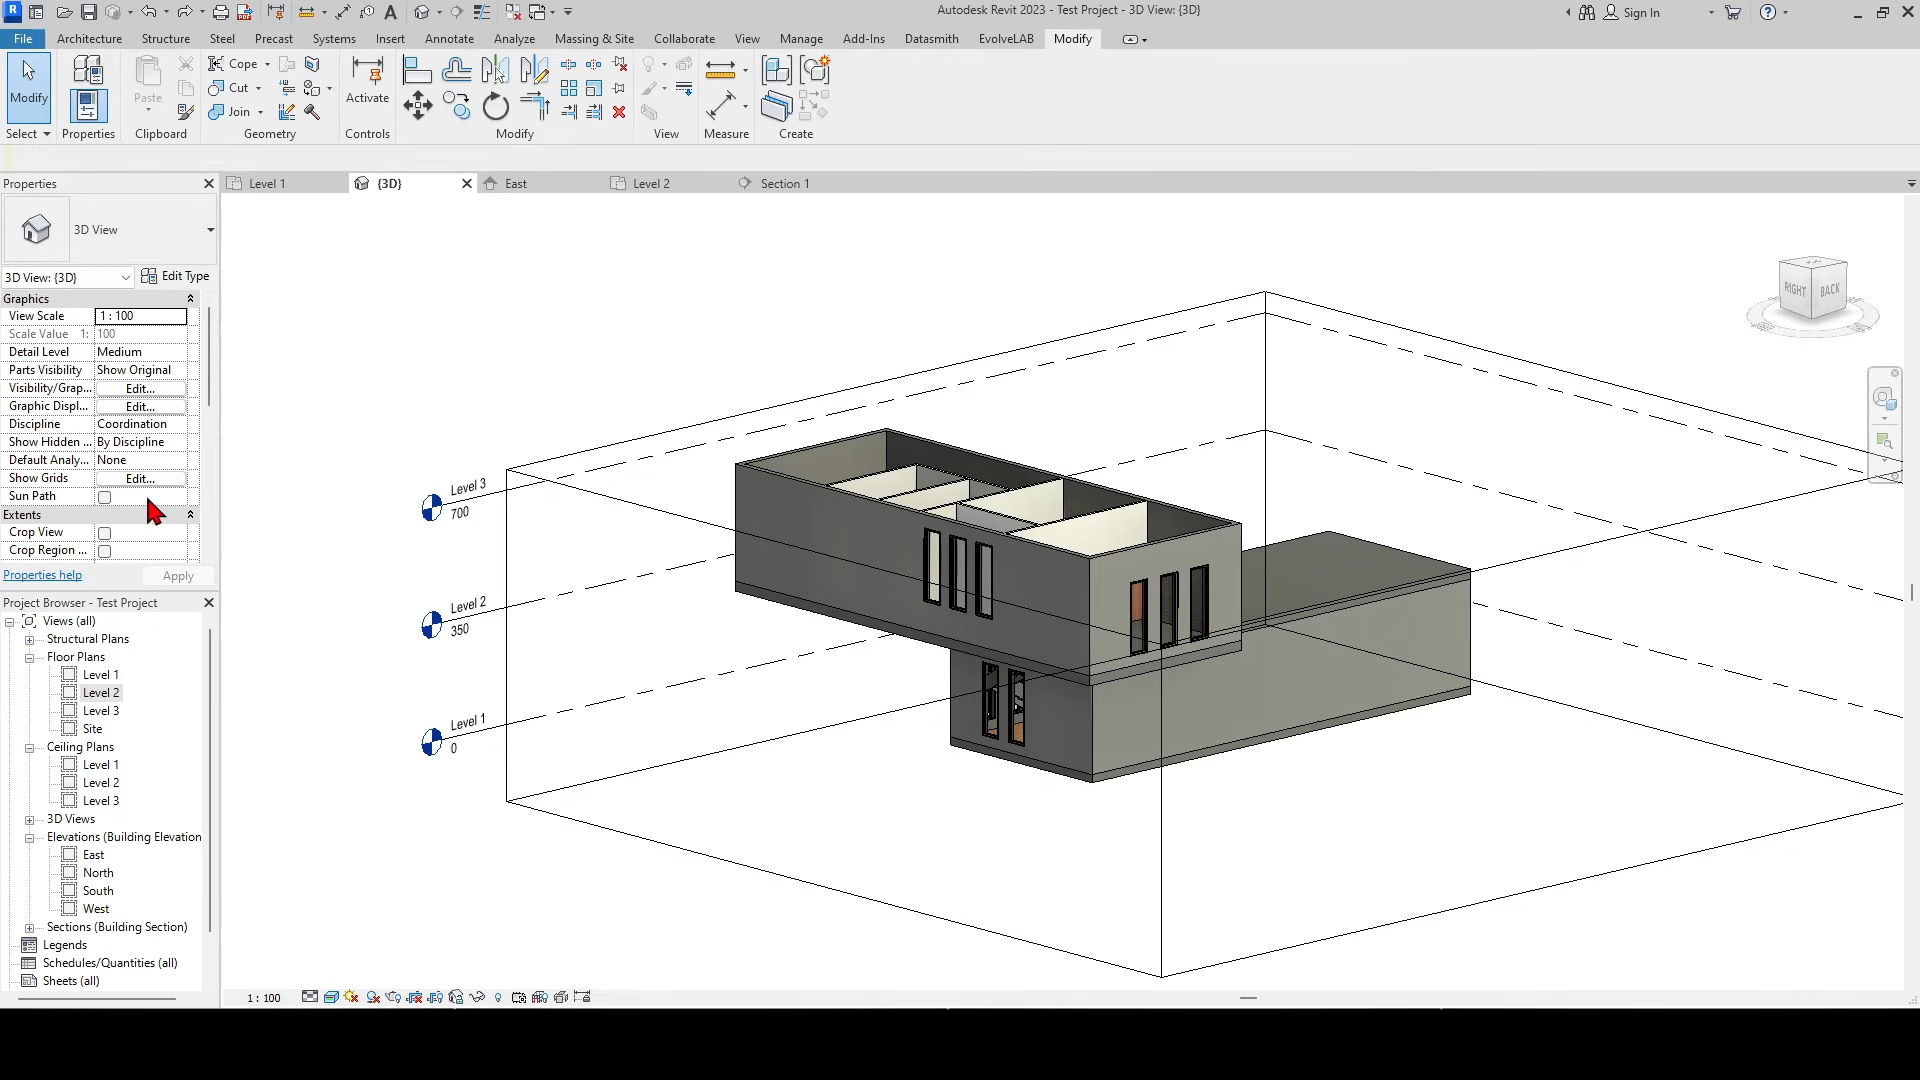 Autodesk Revit 2023 - Test Project - 3D View: {3D}
Sign In
File Architecture Structure Steel Precast Systems Insert Annotate Analyze Massing & Site Collaborate View Manage Add-Ins Datasmith EvolveLAB Modify
Modify
Paste
Cope
Cut
Join
Activate
Select Properties Clipboard Geometry Controls Modify View Measure Create
Properties
Level 1 {3D} East Level 2 Section 1
3D View
3D View: {3D} Edit Type
Graphics
View Scale 1 : 100
Scale Value 1: 100
Detail Level Medium
Parts Visibility Show Original
Visibility/Grap... Edit...
Graphic Displ... Edit...
Discipline Coordination
Show Hidden ... By Discipline
Default Analy... None
Show Grids Edit...
Sun Path
Extents
Crop View
Crop Region ...
Properties help Apply
Project Browser - Test Project
Views (all)
Structural Plans
Floor Plans
Level 1
Level 2
Level 3
Site
Ceiling Plans
Level 1
Level 2
Level 3
3D Views
Elevations (Building Elevation
East
North
South
West
Sections (Building Section)
Legends
Schedules/Quantities (all)
Sheets (all)
Level 3
700
Level 2
350
Level 1
0
RIGHT BACK
1 : 100